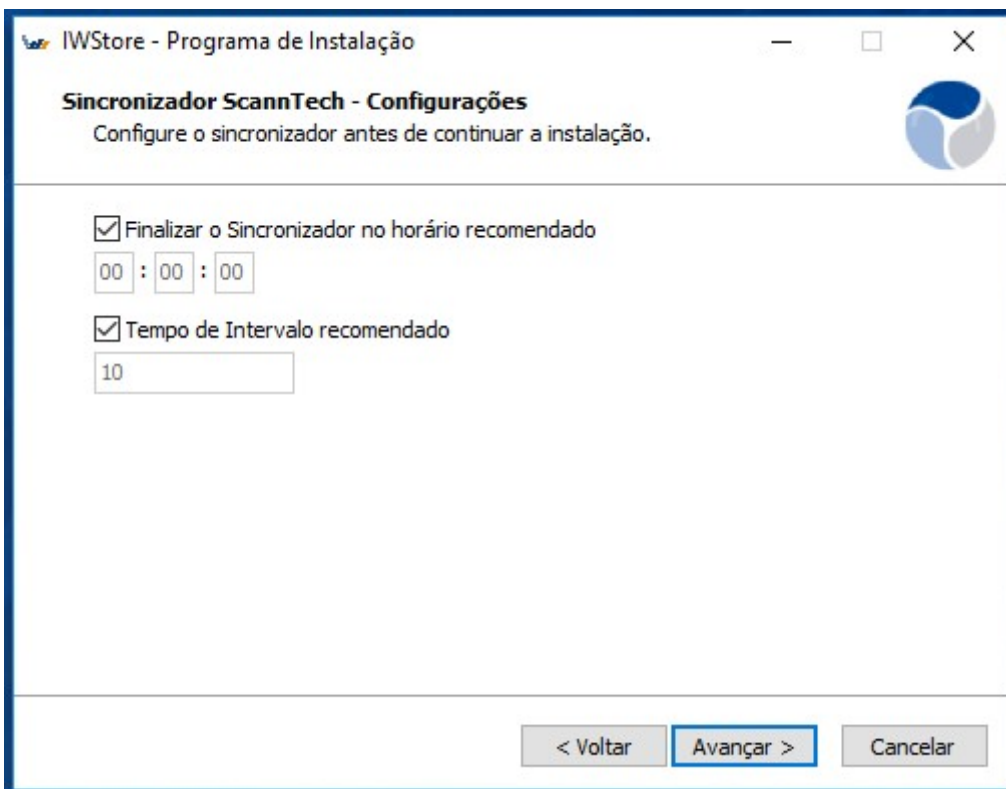 IWStore - Programa de Instalação
Sincronizador ScannTech - Configurações
Configure o sincronizador antes de continuar a instalação.
Finalizar o Sincronizador no horário recomendado
00 : 00 : 00
Tempo de Intervalo recomendado
10
< Voltar Avançar > Cancelar